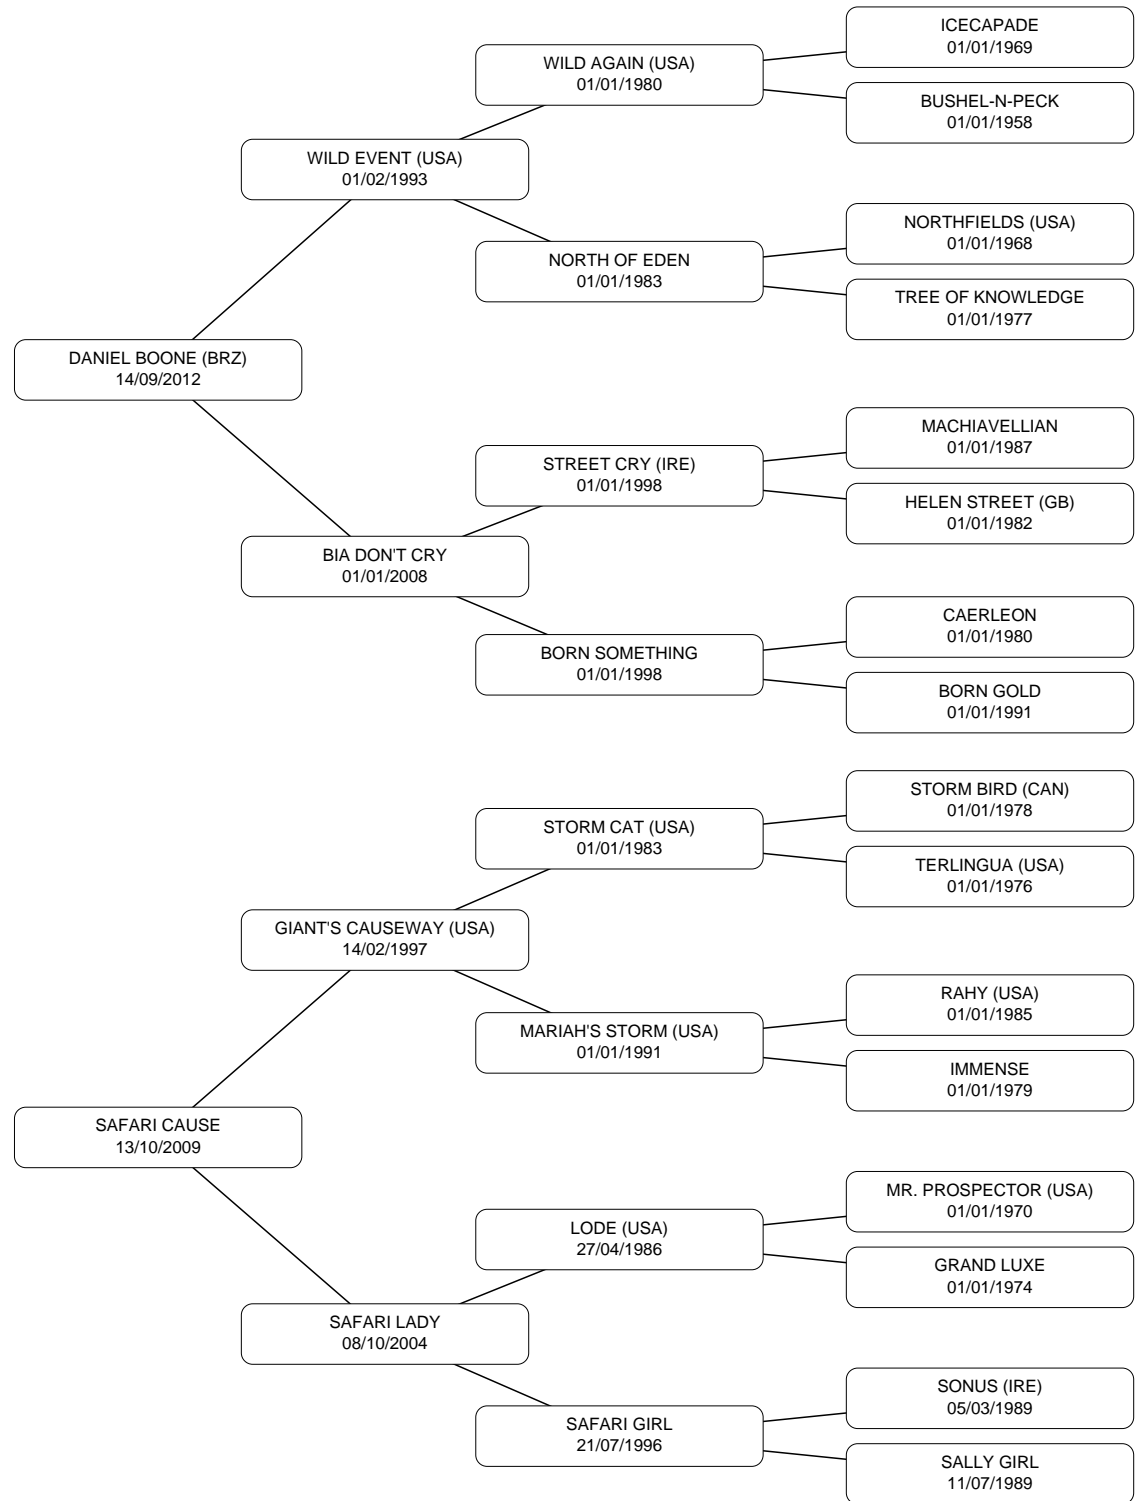 ICECAPADE
01/01/1969
WILD AGAIN (USA)
01/01/1980
BUSHEL-N-PECK
01/01/1958
WILD EVENT (USA)
01/02/1993
NORTHFIELDS (USA)
01/01/1968
NORTH OF EDEN
01/01/1983
TREE OF KNOWLEDGE
01/01/1977
DANIEL BOONE (BRZ)
14/09/2012
MACHIAVELLIAN
01/01/1987
STREET CRY (IRE)
01/01/1998
HELEN STREET (GB)
01/01/1982
BIA DON'T CRY
01/01/2008
CAERLEON
01/01/1980
BORN SOMETHING
01/01/1998
BORN GOLD
01/01/1991
STORM BIRD (CAN)
01/01/1978
STORM CAT (USA)
01/01/1983
TERLINGUA (USA)
01/01/1976
GIANT'S CAUSEWAY (USA)
14/02/1997
RAHY (USA)
01/01/1985
MARIAH'S STORM (USA)
01/01/1991
IMMENSE
01/01/1979
SAFARI CAUSE
13/10/2009
MR. PROSPECTOR (USA)
01/01/1970
LODE (USA)
27/04/1986
GRAND LUXE
01/01/1974
SAFARI LADY
08/10/2004
SONUS (IRE)
05/03/1989
SAFARI GIRL
21/07/1996
SALLY GIRL
11/07/1989